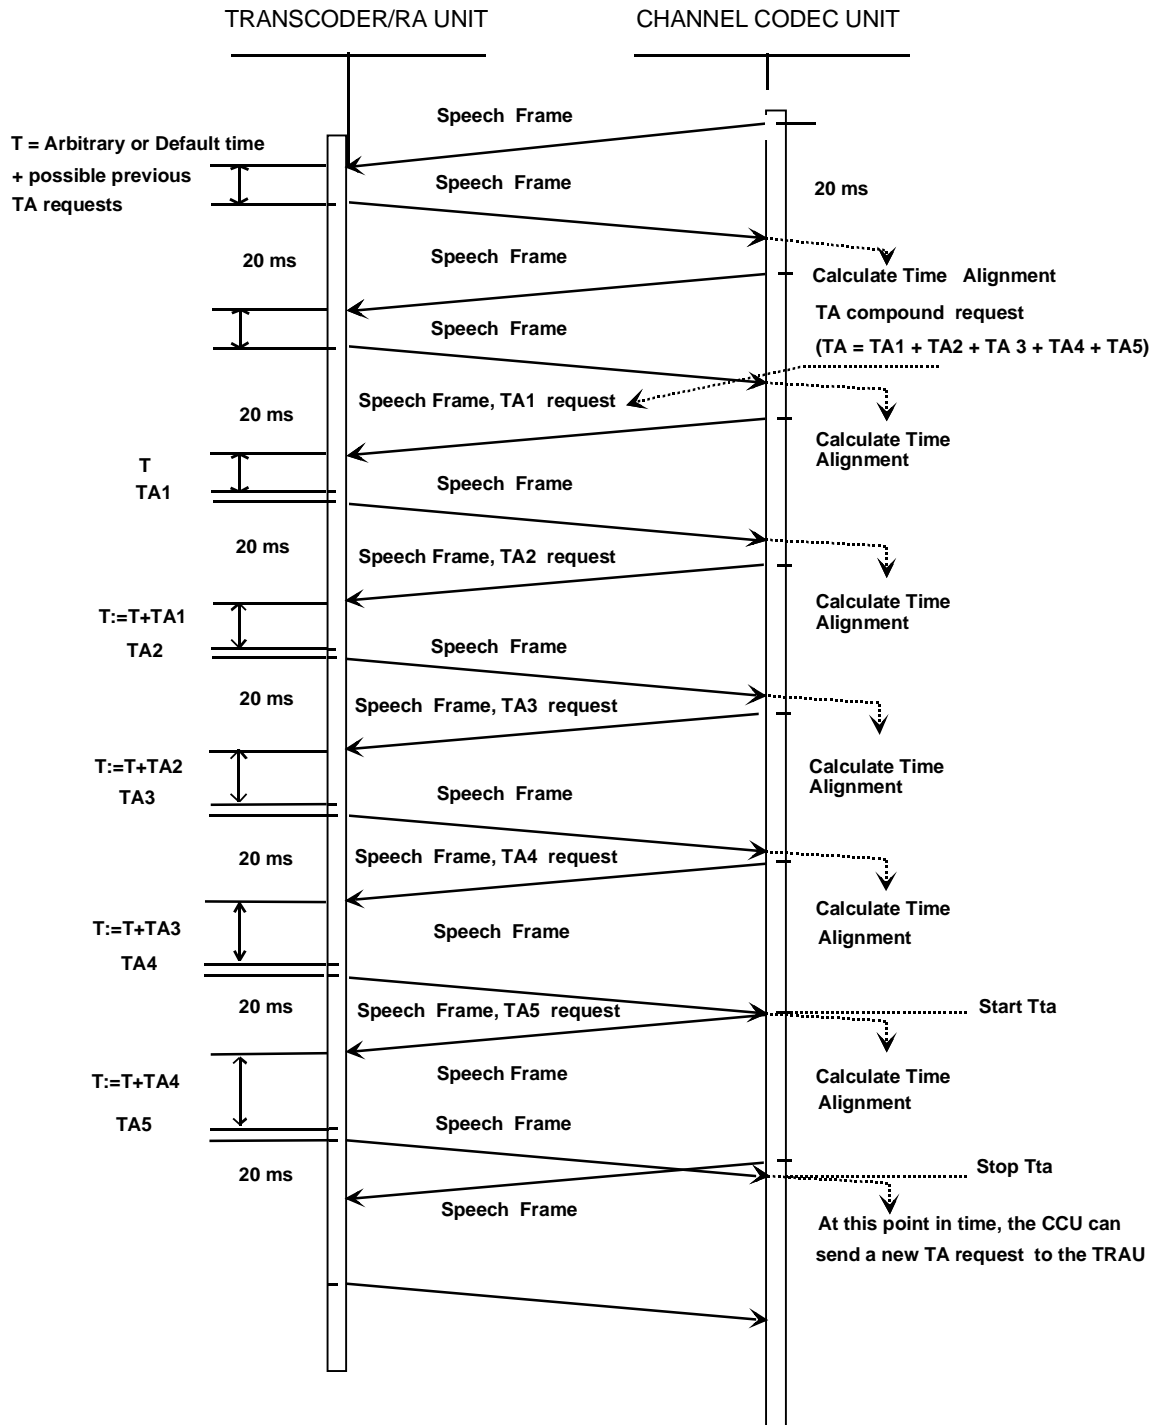 TRANSCODER/RA UNIT
CHANNEL CODEC UNIT
Speech Frame
T = Arbitrary or Default time
+ possible previous
TA requests
Speech Frame
20 ms
20 ms
Speech Frame
Calculate Time Alignment
TA compound request
(TA = TA1 + TA2 + TA 3 + TA4 + TA5)
Speech Frame
Speech Frame, TA1 request
20 ms
Calculate Time
Alignment
T
TA1
Speech Frame
20 ms
Speech Frame, TA2 request
Calculate Time
Alignment
T:=T+TA1
TA2
Speech Frame
20 ms
Speech Frame, TA3 request
T:=T+TA2
TA3
Calculate Time
Alignment
Speech Frame
20 ms
Speech Frame, TA4 request
Calculate Time
Alignment
T:=T+TA3
TA4
Speech Frame
20 ms
Speech Frame, TA5 request
Start Tta
T:=T+TA4
TA5
Speech Frame
Calculate Time
Alignment
Speech Frame
20 ms
Stop Tta
Speech Frame
At this point in time, the CCU can
send a new TA request to the TRAU